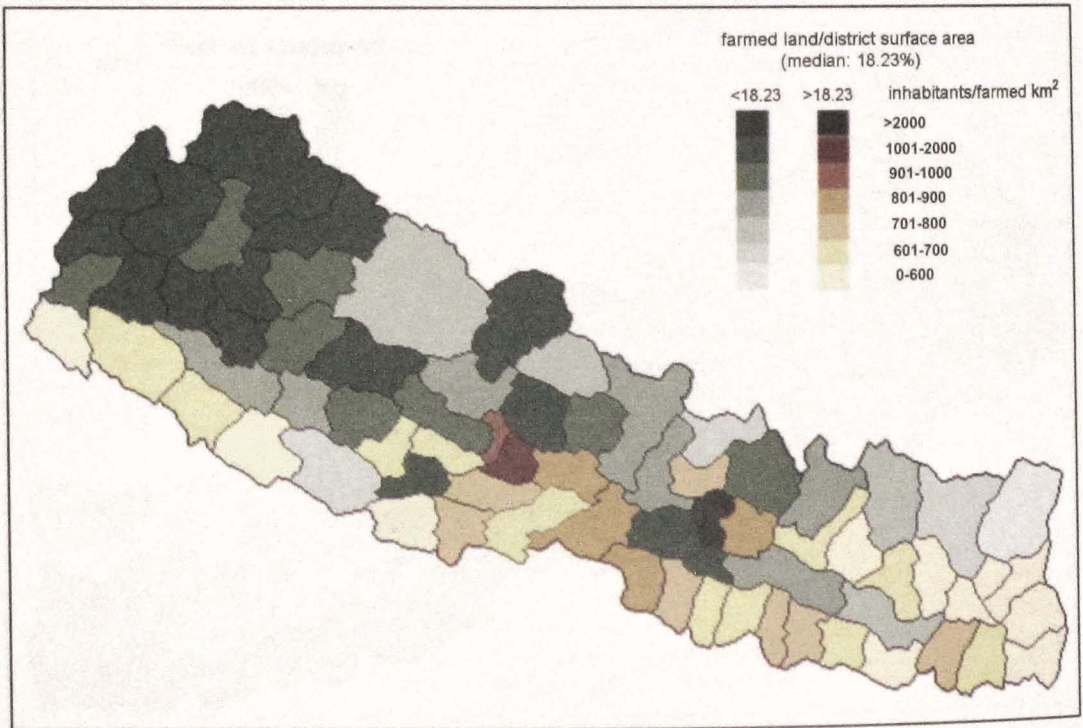 farmed land/district surface area
(median: 18.23%)
<18.23 >18.23 inhabitants/farmed km²
>2000
1001-2000
901-1000
801-900
701-800
601-700
0-600